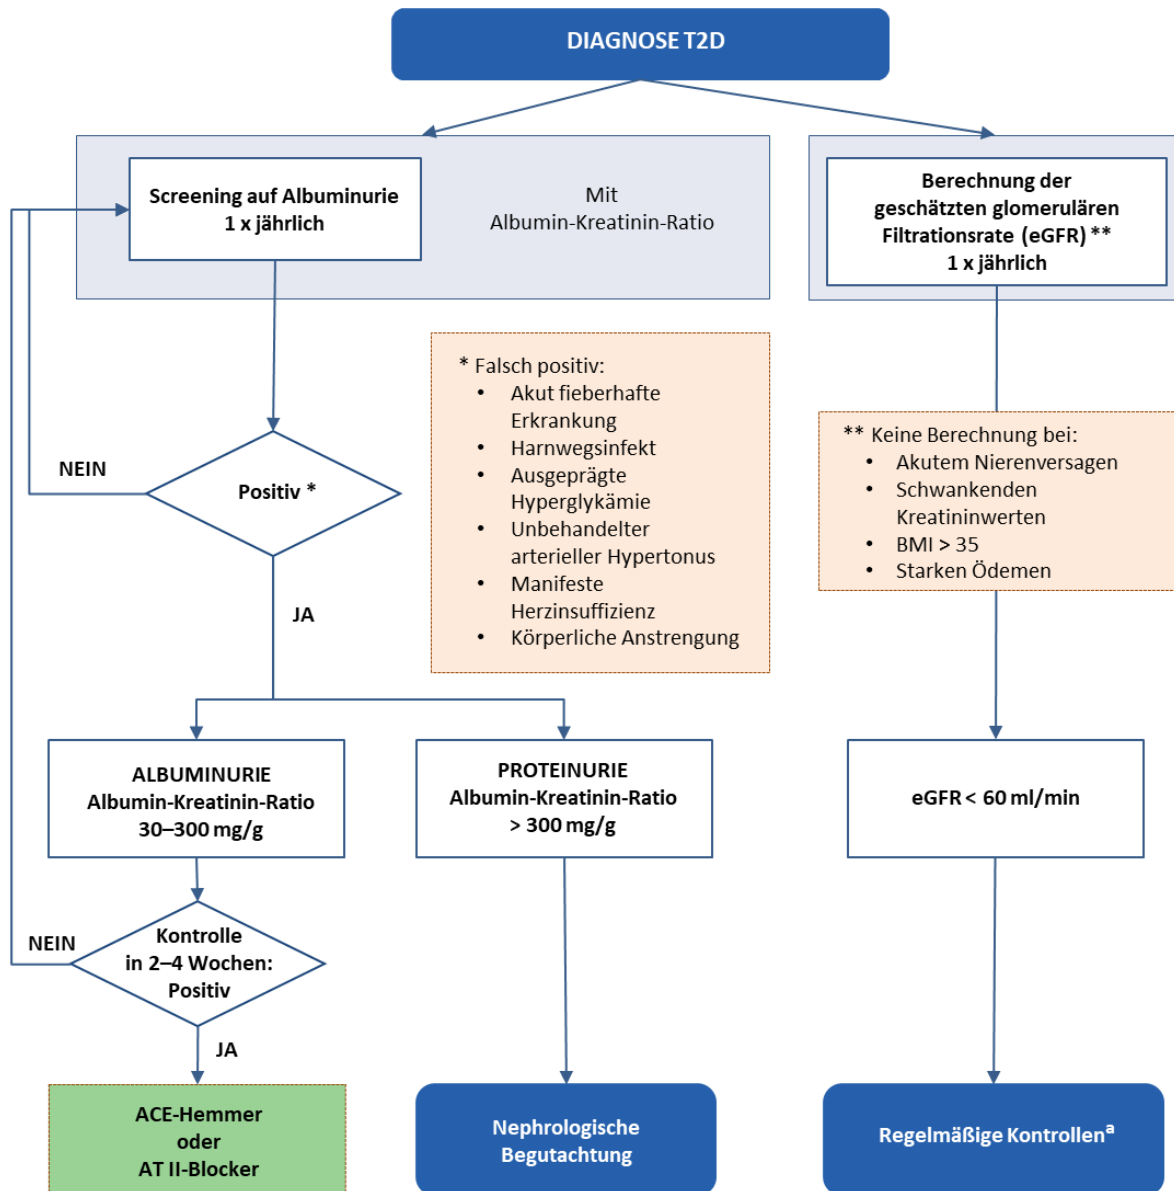 DIAGNOSE T2D
Screening auf Albuminurie
1 x jährlich
Mit
Albumin-Kreatinin-Ratio
Berechnung der
geschätzten glomerulären
Filtrationsrate (eGFR) **
1 x jährlich
* Falsch positiv:
• Akut fieberhafte
Erkrankung
• Harnwegsinfekt
• Ausgeprägte
Hyperglykämie
• Unbehandelter
arterieller Hypertonus
• Manifeste
Herzinsuffizienz
• Körperliche Anstrengung
** Keine Berechnung bei:
• Akutem Nierenversagen
• Schwankenden
Kreatininwerten
• BMI > 35
• Starken Ödemen
NEIN
Positiv *
JA
ALBUMINURIE
Albumin-Kreatinin-Ratio
30–300 mg/g
PROTEINURIE
Albumin-Kreatinin-Ratio
> 300 mg/g
eGFR < 60 ml/min
NEIN
Kontrolle
in 2–4 Wochen:
Positiv
JA
ACE-Hemmer
oder
AT II-Blocker
Nephrologische
Begutachtung
Regelmäßige Kontrollenª